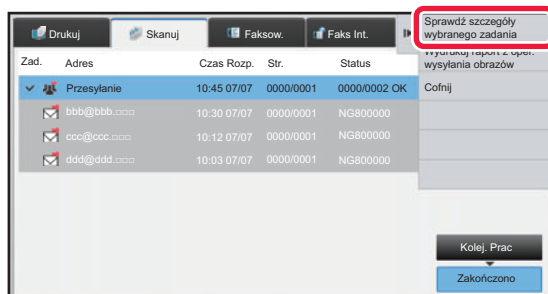 Drukuj
Skanuj
Faksow.
Faks Int.
Sprawdź szczegóły
wybranego zadania
Wydrukuj raport z oper.
wysyłania obrazów
Cofnij
Zad. Adres Czas Rozp. Str. Status
Przesyłanie 10:45 07/07 0000/0001 0000/0002 OK
bbb@bbb.□□□ 10:30 07/07 0000/0001 NG800000
ccc@ccc.□□□ 10:12 07/07 0000/0001 NG800000
ddd@ddd.□□□ 10:03 07/07 0000/0001 NG800000
Kolej. Prac
Zakończono